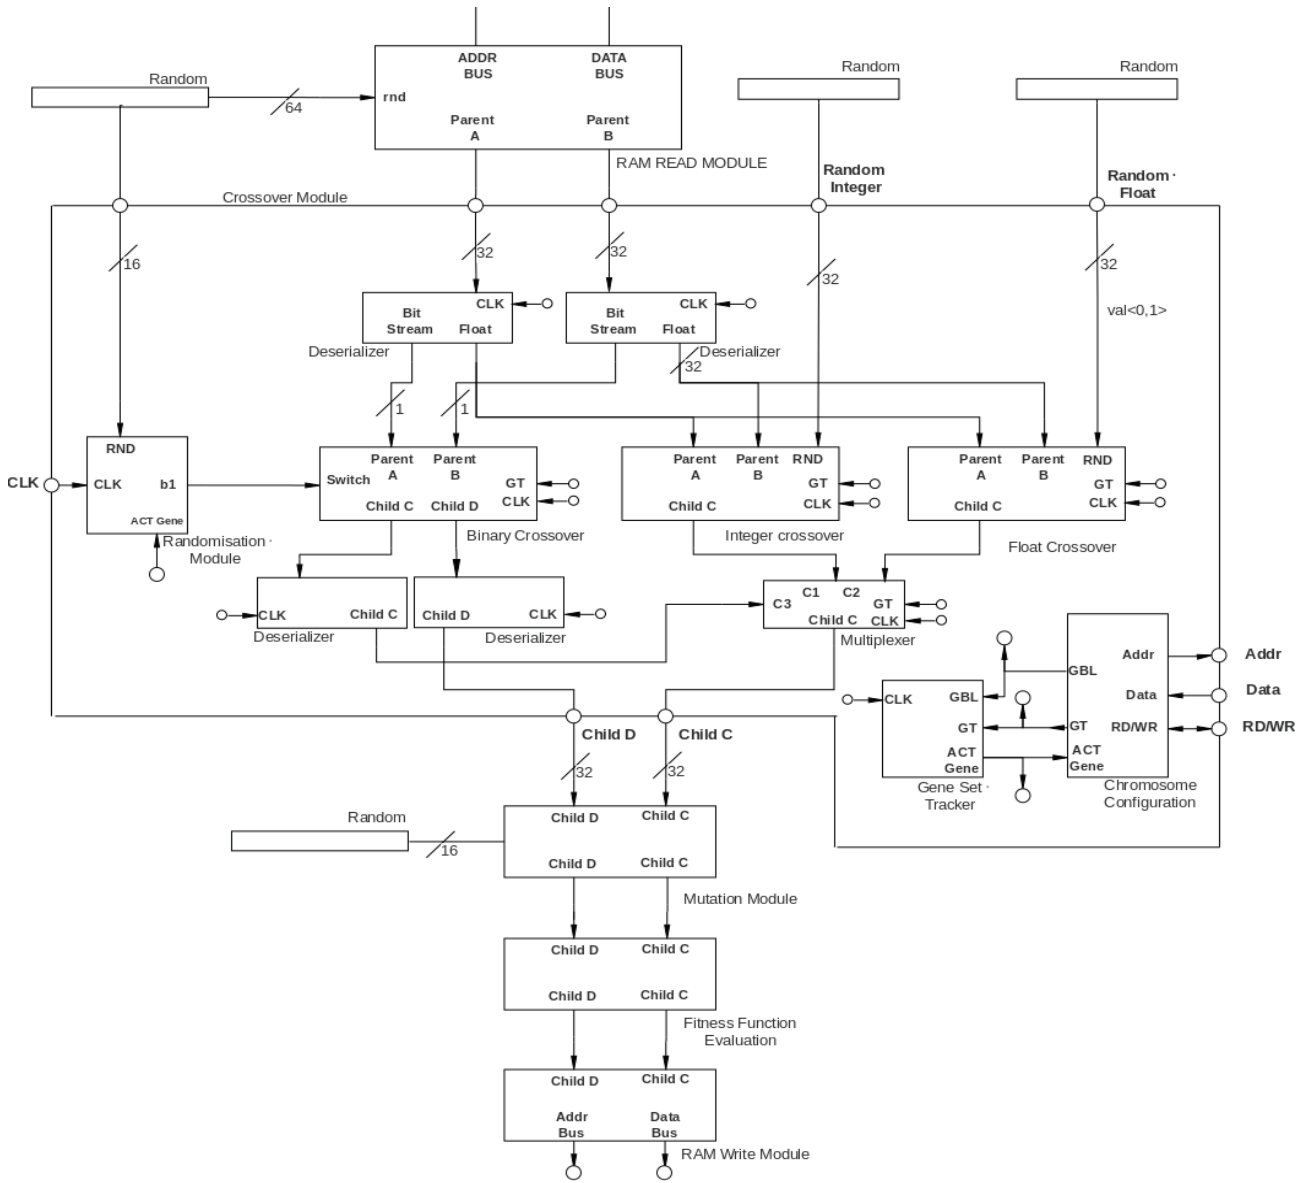 ADDR
BUS
DATA
BUS
Random
rnd
64
Parent
A
Parent
B
RAM READ MODULE
Random
Random
Random
Integer
Random ·
Float
Crossover Module
16
32
32
32
32
val<0,1>
CLK
Bit
Stream
Float
Deserializer
CLK
Bit
Stream
Float
Deserializer
32
1
1
RND
CLK
CLK
b1
ACT Gene
Randomisation ·
Module
Parent
A
Parent
B
Switch
GT
CLK
Child C
Child D
Binary Crossover
Parent
A
Parent
B
RND
GT
CLK
Child C
Integer crossover
Parent
A
Parent
B
RND
GT
CLK
Child C
Float Crossover
CLK
Child C
Deserializer
Child D
CLK
Deserializer
C3
C1
C2
GT
CLK
Child C
Multiplexer
Addr
GBL
Data
GT
RD/WR
ACT
Gene
Chromosome
Configuration
Addr
Data
RD/WR
CLK
GBL
GT
ACT
Gene
Gene Set ·
Tracker
Child D
Child C
32
32
Random
16
Child D
Child C
Child D
Child C
Mutation Module
Child D
Child C
Child D
Child C
Fitness Function
Evaluation
Child D
Child C
Addr
Bus
Data
Bus
RAM Write Module